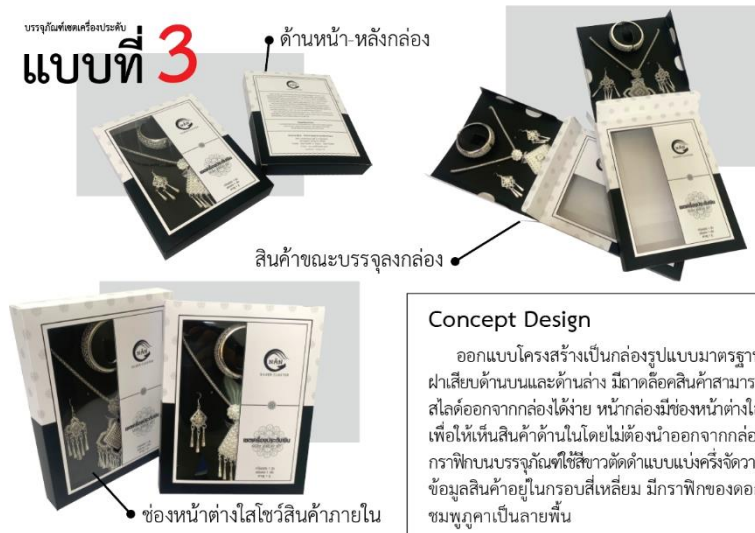 บรรจุภัณฑ์เซตเครื่องประดับ
แบบที่ 3
ด้านหน้า-หลังกล่อง
สินค้าขณะบรรจุลงกล่อง
ช่องหน้าต่างใสโชว์สินค้าภายใน
Concept Design
ออกแบบโครงสร้างเป็นกล่องรูปแบบมาตรฐาน
ฝาเสียบด้านบนและด้านล่าง มีถาดล๊อคสินค้าสามาร
สไลด์ออกจากกล่องได้ง่าย หน้ากล่องมีช่องหน้าต่างใ
เพื่อให้เห็นสินค้าด้านในโดยไม่ต้องนำออกจากกล่อ
กราฟิกบนบรรจุภัณฑ์ใช้สีขาวตัดดำแบบแบ่งครึ่งจัดวา
ข้อมูลสินค้าอยู่ในกรอบสี่เหลี่ยม มีกราฟิกของดอ
ชมพูภูคาเป็นลายพื้น